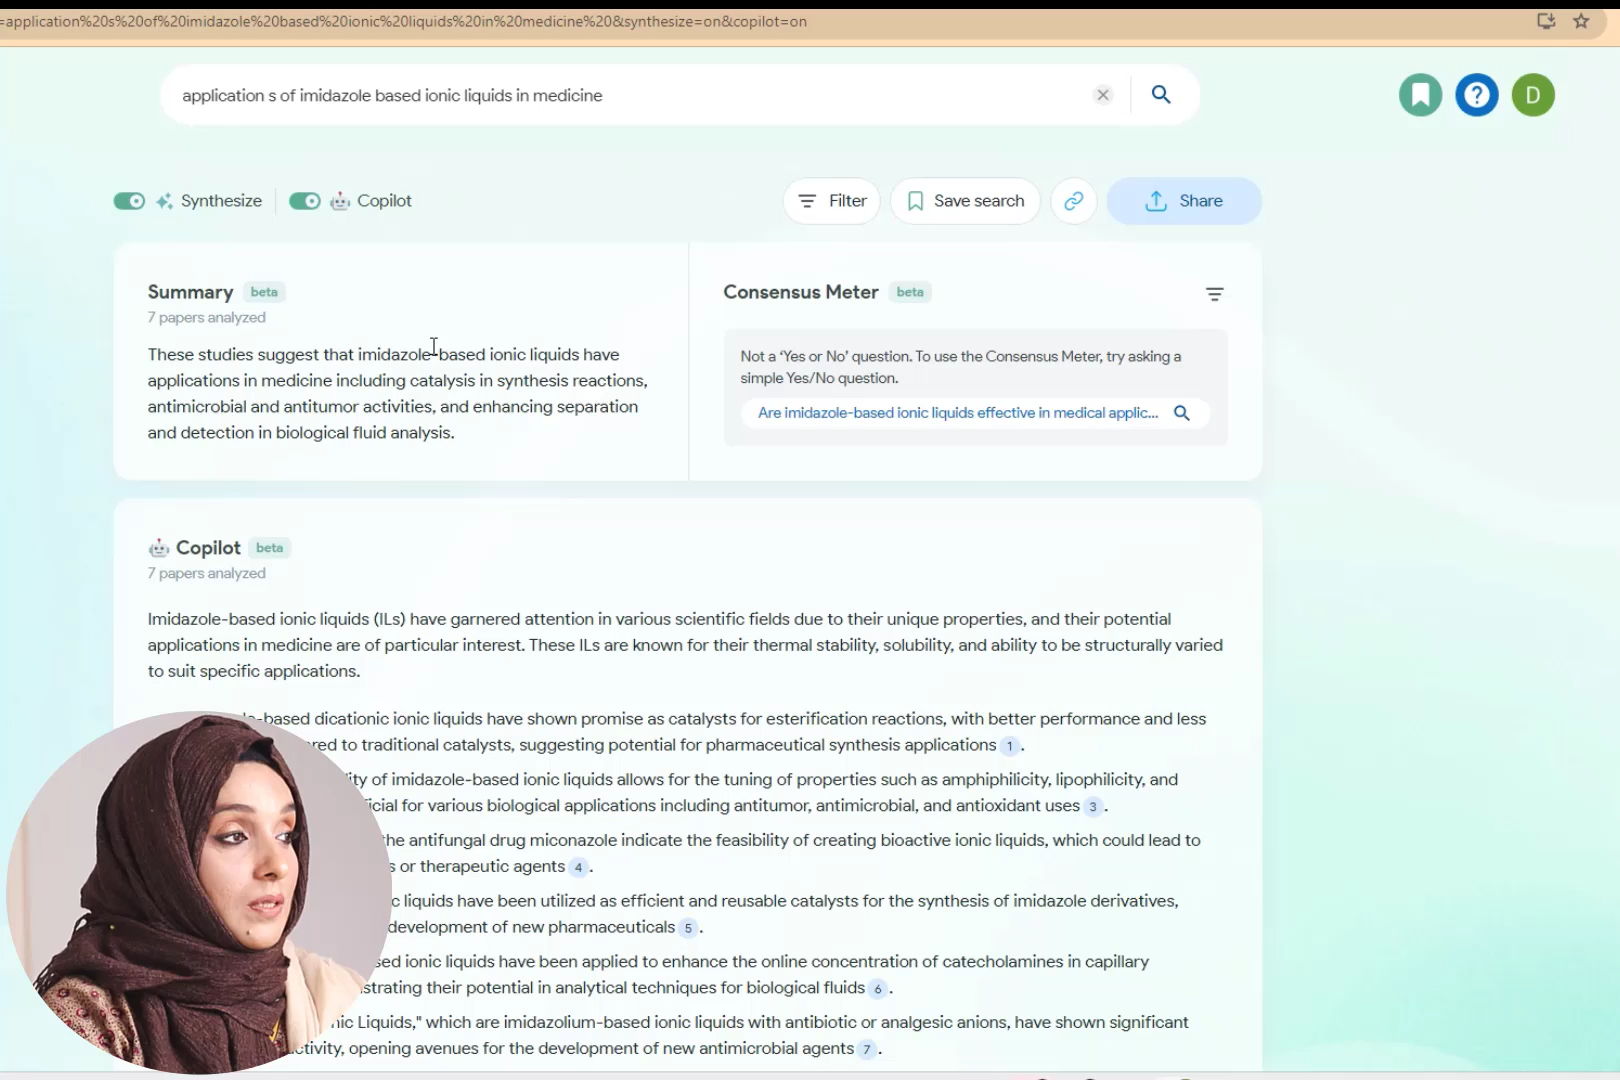 =application%20s%20of%20imidazole%20based%20ionic%20liquids%20in%20medicine%20&synthesize=on&copilot=on
application s of imidazole based ionic liquids in medicine
D
Synthesize
Copilot
Filter
Save search
Share
Summary beta
7 papers analyzed
These studies suggest that imidazole-based ionic liquids have
applications in medicine including catalysis in synthesis reactions,
antimicrobial and antitumor activities, and enhancing separation
and detection in biological fluid analysis.
Consensus Meter beta
Not a ‘Yes or No’ question. To use the Consensus Meter, try asking a
simple Yes/No question.
Are imidazole-based ionic liquids effective in medical applic...
Copilot beta
7 papers analyzed
Imidazole-based ionic liquids (ILs) have garnered attention in various scientific fields due to their unique properties, and their potential
applications in medicine are of particular interest. These ILs are known for their thermal stability, solubility, and ability to be structurally varied
to suit specific applications.
-based dicationic ionic liquids have shown promise as catalysts for esterification reactions, with better performance and less
to traditional catalysts, suggesting potential for pharmaceutical synthesis applications 1 .
of imidazole-based ionic liquids allows for the tuning of properties such as amphiphilicity, lipophilicity, and
for various biological applications including antitumor, antimicrobial, and antioxidant uses 3 .
the antifungal drug miconazole indicate the feasibility of creating bioactive ionic liquids, which could lead to
or therapeutic agents 4 .
liquids have been utilized as efficient and reusable catalysts for the synthesis of imidazole derivatives,
development of new pharmaceuticals 5 .
ionic liquids have been applied to enhance the online concentration of catecholamines in capillary
their potential in analytical techniques for biological fluids 6 .
Liquids," which are imidazolium-based ionic liquids with antibiotic or analgesic anions, have shown significant
opening avenues for the development of new antimicrobial agents 7 .